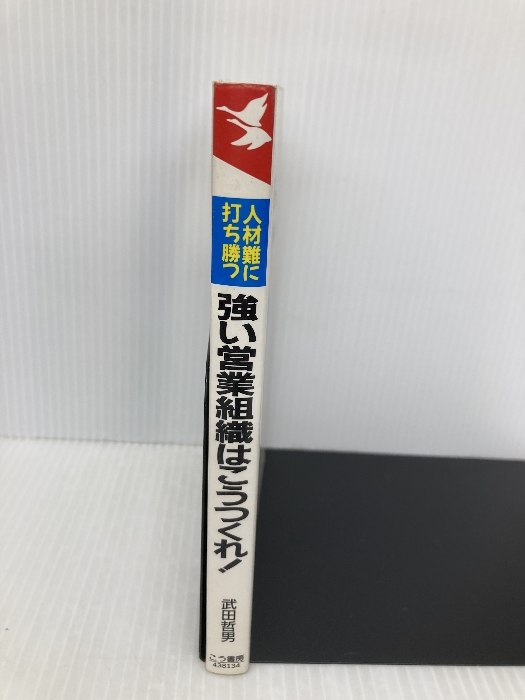 人材難に
打ち勝つ
強い営業組織はこうつくれ!
武田哲男
こう書房
438134